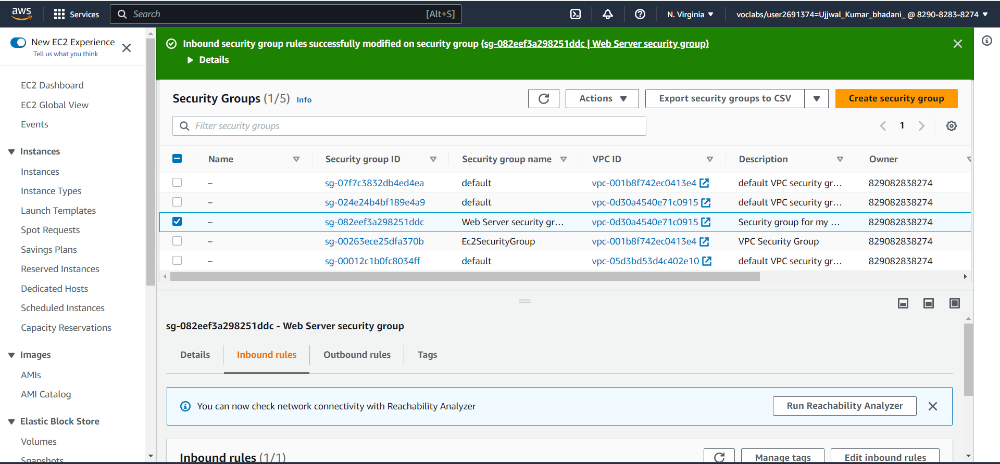 aws
Services
Search
[Alt+S]
N. Virginia
voclabs/user2691374=Ujjwal_Kumar_bhadani_ @ 8290-8283-8274
New EC2 Experience
Tell us what you think
EC2 Dashboard
EC2 Global View
Events
Instances
Instances
Instance Types
Launch Templates
Spot Requests
Savings Plans
Reserved Instances
Dedicated Hosts
Scheduled Instances
Capacity Reservations
Images
AMIs
AMI Catalog
Elastic Block Store
Volumes
Snapshots
Inbound security group rules successfully modified on security group (sg-082eef3a298251ddc | Web Server security group)
Details
Security Groups (1/5) Info
Actions
Export security groups to CSV
Create security group
Filter security groups
1
Name Security group ID Security group name VPC ID Description Owner
– sg-07f7c3832db4ed4ea default vpc-001b8f742ec0413e4 default VPC security gr... 829082838274
– sg-024e24b4bf189e4a9 default vpc-0d30a4540e71c0915 default VPC security gr... 829082838274
– sg-082eef3a298251ddc Web Server security gr... vpc-0d30a4540e71c0915 Security group for my ... 829082838274
– sg-00263ece25dfa370b Ec2SecurityGroup vpc-001b8f742ec0413e4 VPC Security Group 829082838274
– sg-00012c1b0fc8034ff default vpc-05d3bd53d4c402e10 default VPC security gr... 829082838274
sg-082eef3a298251ddc - Web Server security group
Details
Inbound rules
Outbound rules
Tags
You can now check network connectivity with Reachability Analyzer
Run Reachability Analyzer
Inbound rules (1/1)
Manage tags
Edit inbound rules